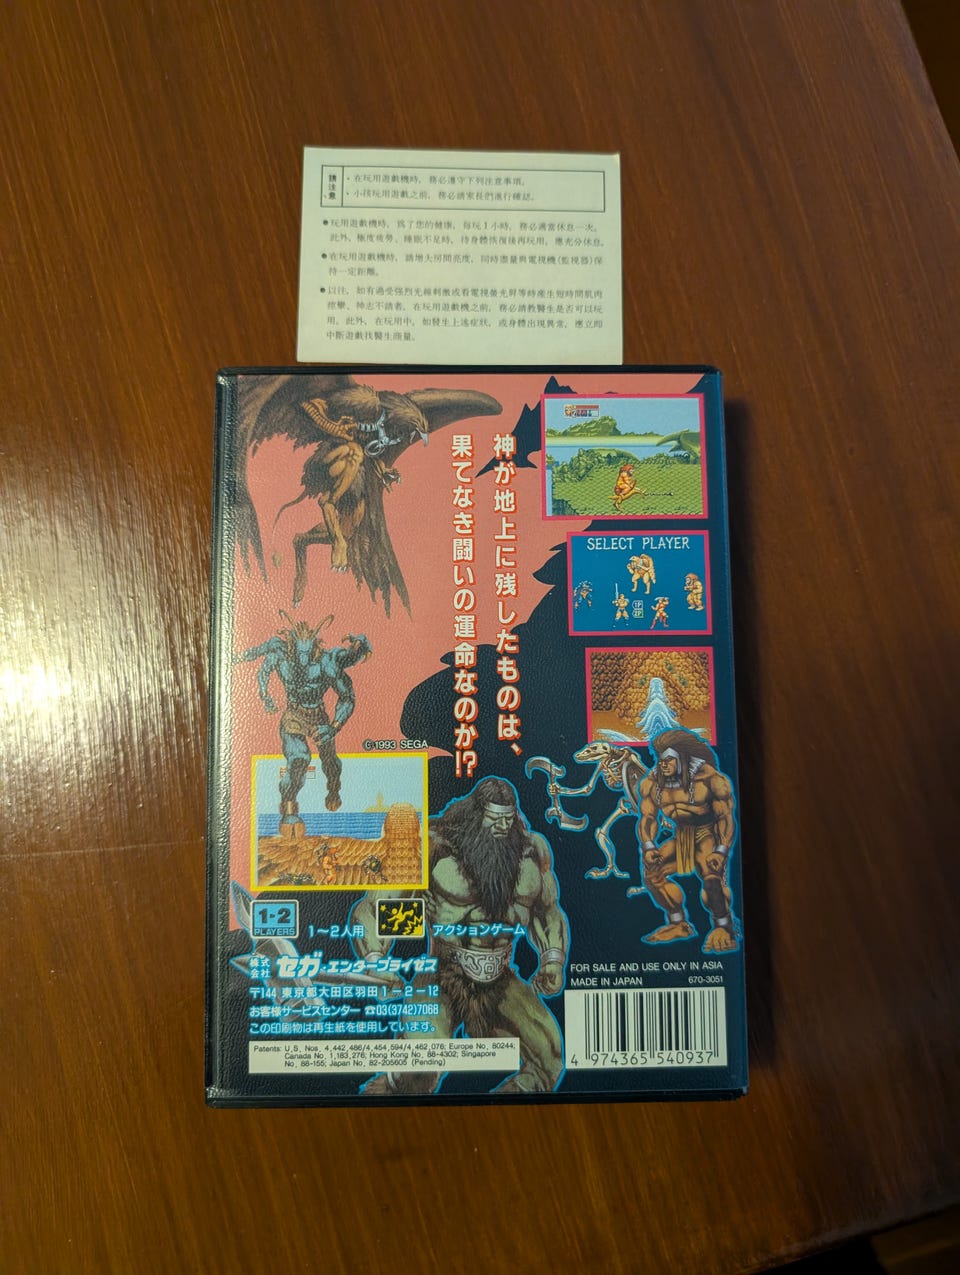 請注意
・在玩用遊戲機時，務必遵守下列注意事項。
・小孩玩用遊戲之前，務必請家長們進行確認。
●玩用遊戲機時，爲了您的健康，每玩1小時，務必適當休息一次。
此外，極度疲勞、睡眠不足時，待身體恢復後再玩用，應充分休息。
●在玩用遊戲機時，請增大房間亮度，同時盡量與電視機(監視器)保
持一定距離。
●以往，如有過受强烈光線刺激或看電視螢光屏等時產生短時間肌肉
痙攣、神志不請者，在玩用遊戲機之前，務必請教醫生是否可以玩
用。此外，在玩用中，如發生上述症狀，或身體出現異常，應立即
中斷遊戲找醫生商量。
神が地上に残したものは、
果てなき闘いの運命なのか!?
SELECT PLAYER
1P
2P
© 1993 SEGA
1-2
PLAYERS
1〜2人用
アクションゲーム
株式会社 セガ・エンタープライゼス
〒144 東京都大田区羽田1-2-12
お客様サービスセンター ☎03(3742)7068
この印刷物は再生紙を使用しています。
Patents: U.S. Nos. 4,442,486/4,454,594/4,462,076; Europe No. 80244;
Canada No. 1,183,276; Hong Kong No. 88-4302; Singapore
No. 88-155; Japan No. 82-205605 (Pending)
FOR SALE AND USE ONLY IN ASIA
MADE IN JAPAN 670-3051
4 974365 540937